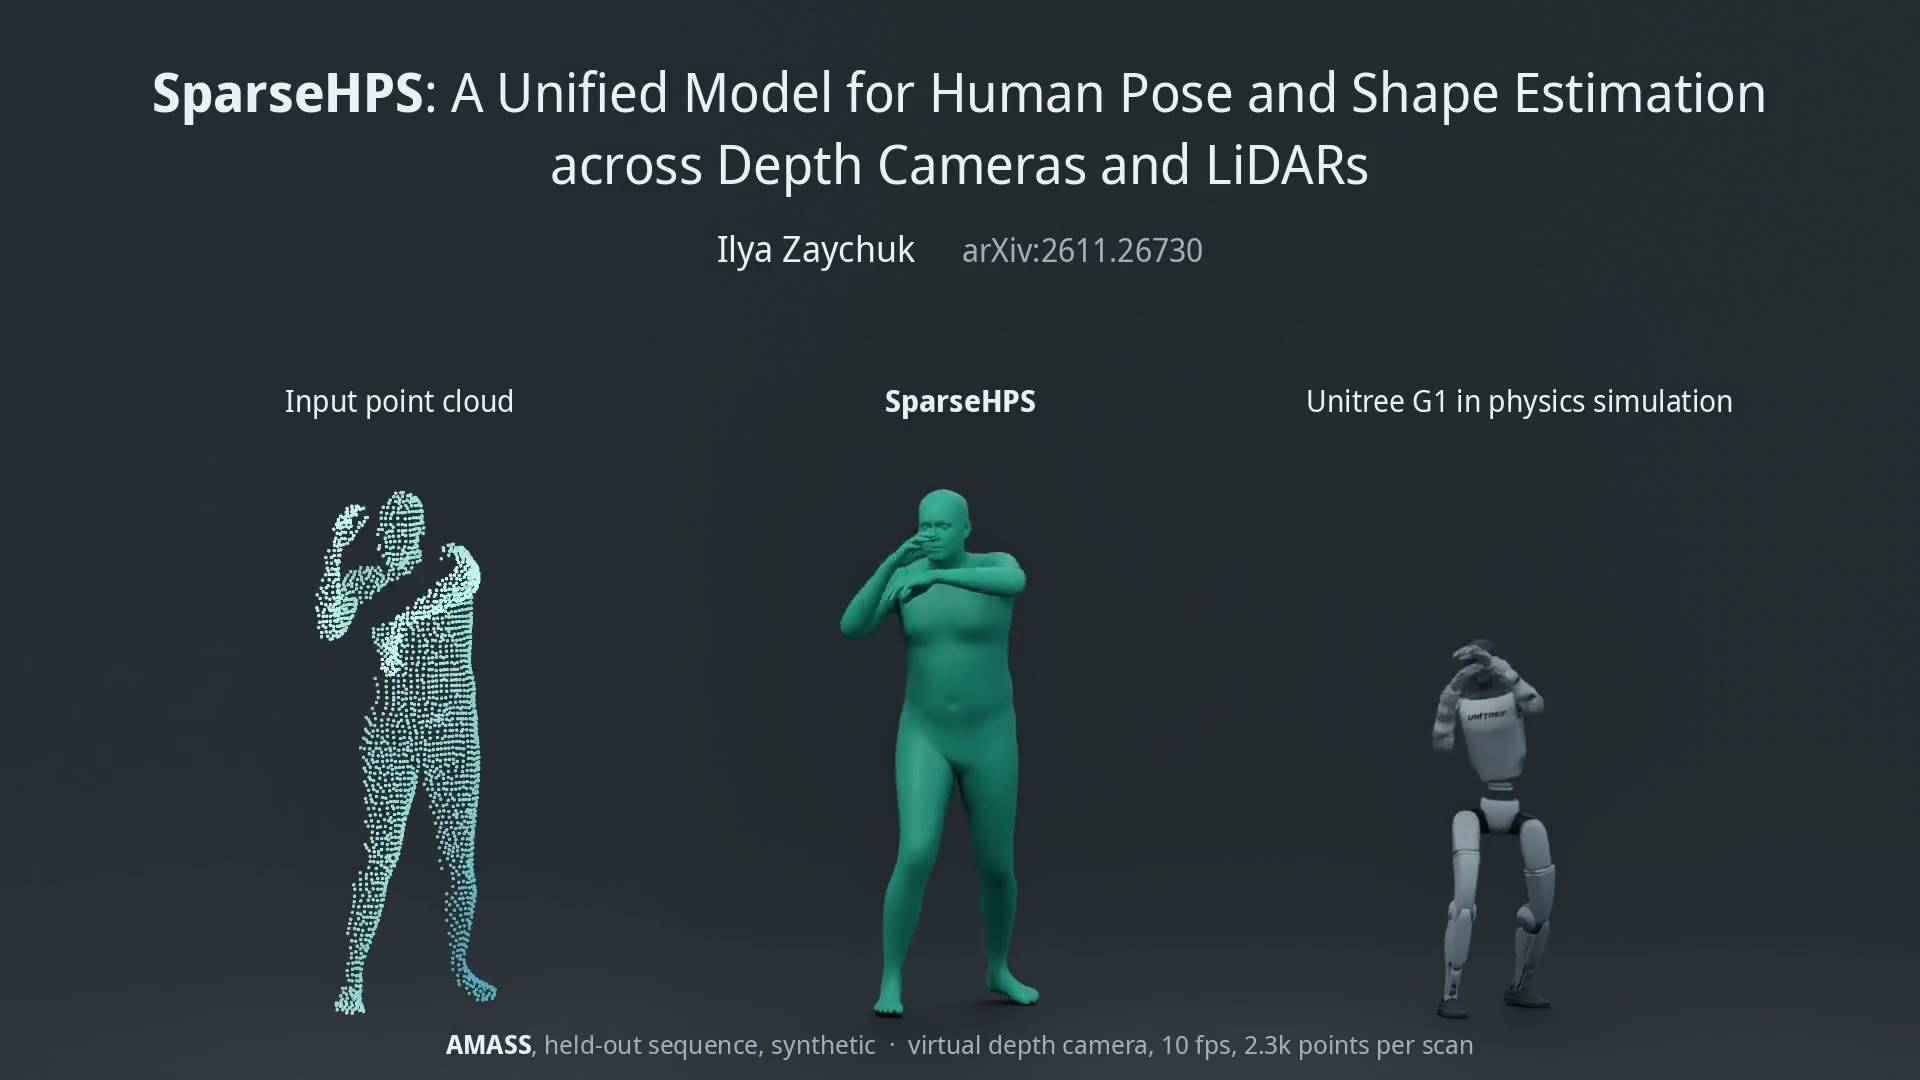 SparseHPS: A Unified Model for Human Pose and Shape Estimation
across Depth Cameras and LiDARs
Ilya Zaychuk arXiv:2611.26730
Input point cloud
SparseHPS
Unitree G1 in physics simulation
AMASS, held-out sequence, synthetic · virtual depth camera, 10 fps, 2.3k points per scan